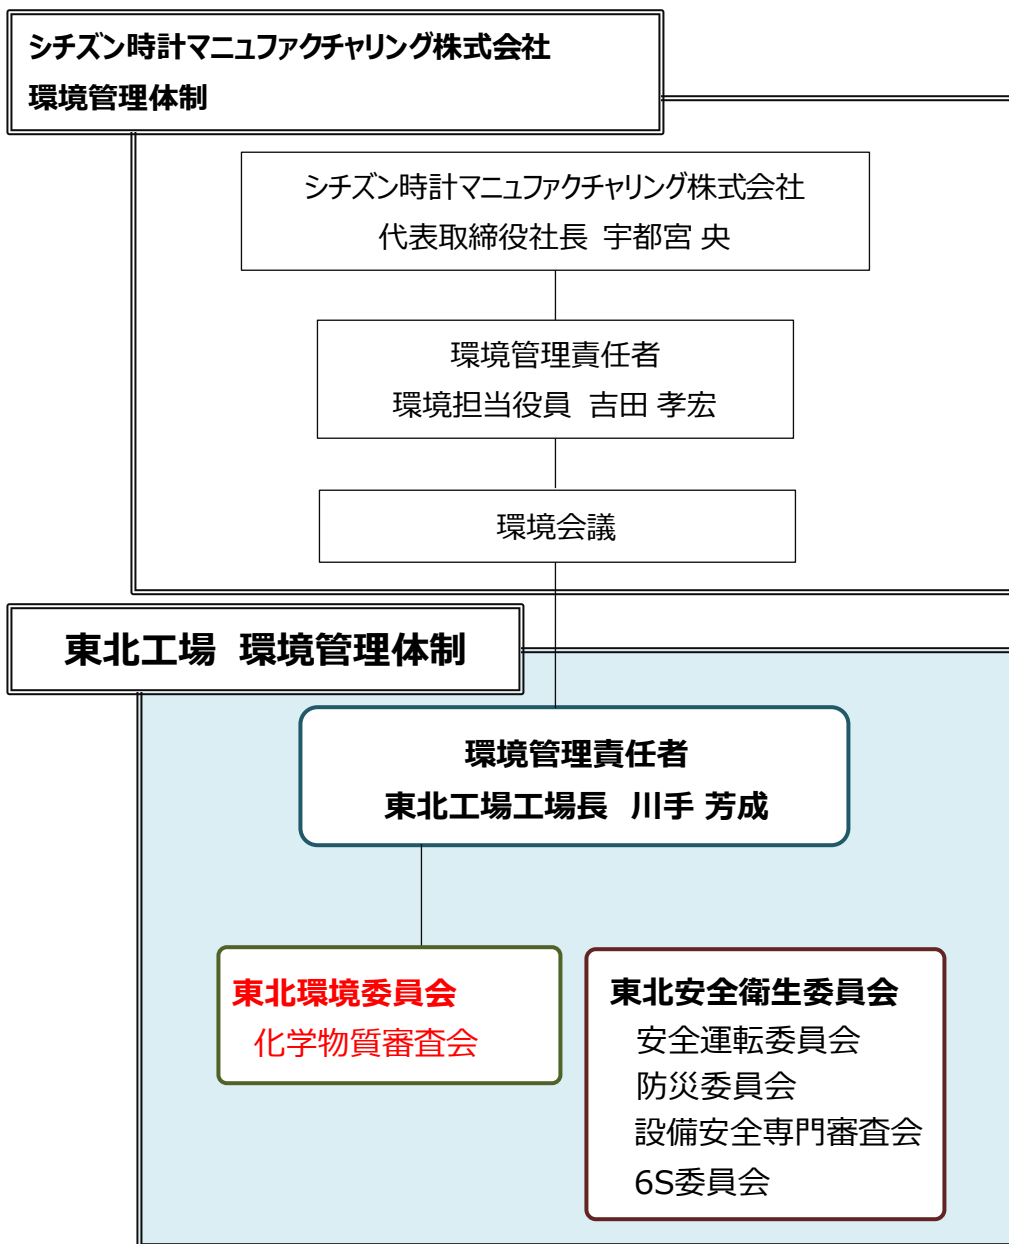 シチズン時計マニュファクチャリング株式会社
環境管理体制
シチズン時計マニュファクチャリング株式会社
代表取締役社長 宇都宮 央
環境管理責任者
環境担当役員 吉田 孝宏
環境会議
東北工場 環境管理体制
環境管理責任者
東北工場工場長 川手 芳成
東北環境委員会
化学物質審査会
東北安全衛生委員会
安全運転委員会
防災委員会
設備安全専門審査会
6S委員会